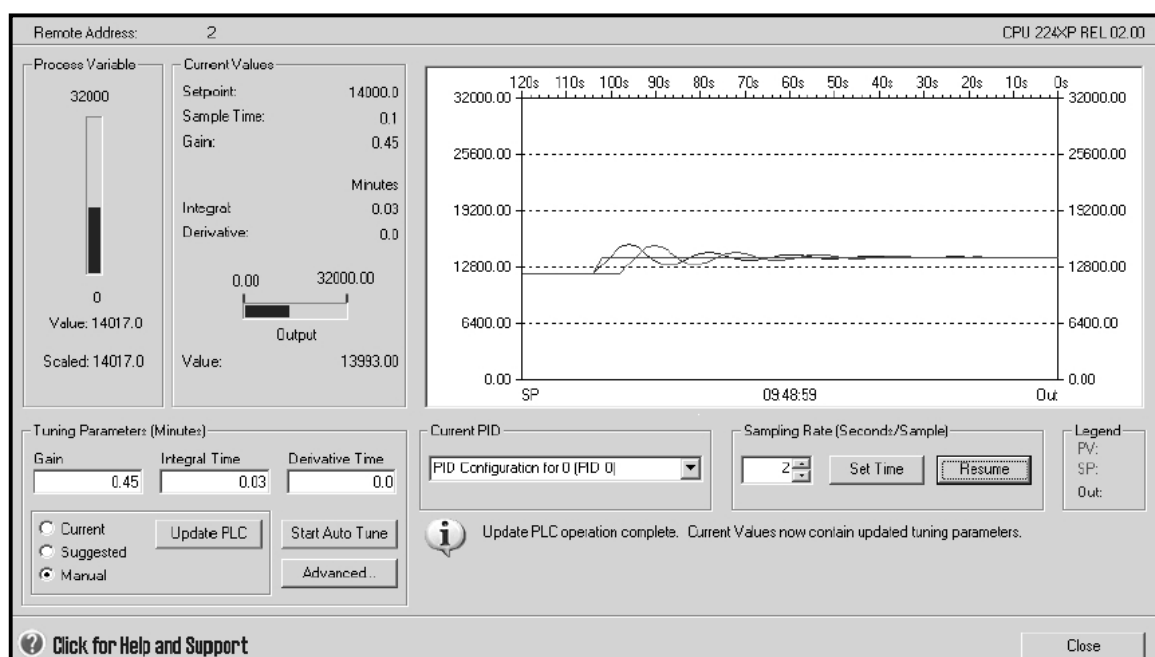 Remote Address: 2 CPU 224XP REL 02.00
Process Variable
32000
0
Value: 14017.0
Scaled: 14017.0
Current Values
Setpoint: 14000.0
Sample Time: 0.1
Gain: 0.45
Minutes
Integral: 0.03
Derivative: 0.0
0.00 32000.00
Output
Value: 13993.00
120s 110s 100s 90s 80s 70s 60s 50s 40s 30s 20s 10s 0s
32000.00 32000.00
25600.00 25600.00
19200.00 19200.00
12800.00 12800.00
6400.00 6400.00
0.00 0.00
SP 09:48:59 Out
Tuning Parameters (Minutes)
Gain Integral Time Derivative Time
0.45 0.03 0.0
Current
Suggested
Manual
Update PLC
Start Auto Tune
Advanced...
Current PID
PID Configuration for 0 (PID 0)
Sampling Rate (Seconds/Sample)
2 Set Time Resume
Legend
PV:
SP:
Out:
Update PLC operation complete. Current Values now contain updated tuning parameters.
Click for Help and Support
Close